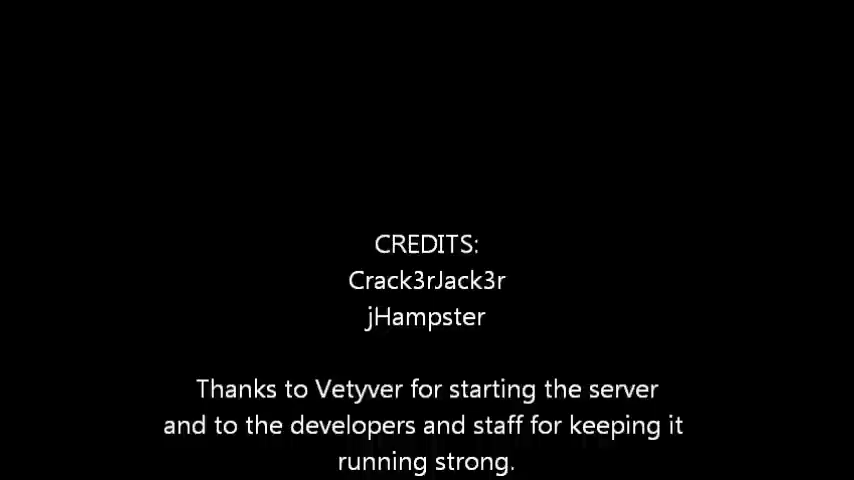 CREDITS:
Crack3rJack3r
jHampster
Thanks to Vetyver for starting the server
and to the developers and staff for keeping it
running strong.